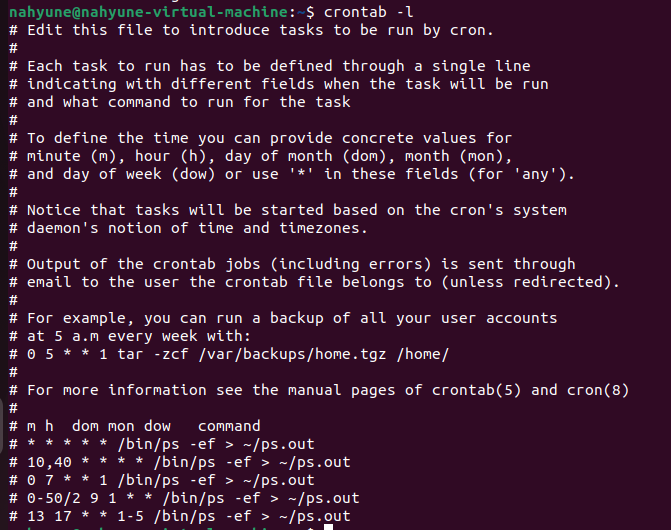 nahyune@nahyune-virtual-machine:~$ crontab -l
# Edit this file to introduce tasks to be run by cron.
#
# Each task to run has to be defined through a single line
# indicating with different fields when the task will be run
# and what command to run for the task
#
# To define the time you can provide concrete values for
# minute (m), hour (h), day of month (dom), month (mon),
# and day of week (dow) or use '*' in these fields (for 'any').
#
# Notice that tasks will be started based on the cron's system
# daemon's notion of time and timezones.
#
# Output of the crontab jobs (including errors) is sent through
# email to the user the crontab file belongs to (unless redirected).
#
# For example, you can run a backup of all your user accounts
# at 5 a.m every week with:
# 0 5 * * 1 tar -zcf /var/backups/home.tgz /home/
#
# For more information see the manual pages of crontab(5) and cron(8)
#
# m h  dom mon dow   command
# * * * * * /bin/ps -ef > ~/ps.out
# 10,40 * * * * /bin/ps -ef > ~/ps.out
# 0 7 * * 1 /bin/ps -ef > ~/ps.out
# 0-50/2 9 1 * * /bin/ps -ef > ~/ps.out
# 13 17 * * 1-5 /bin/ps -ef > ~/ps.out